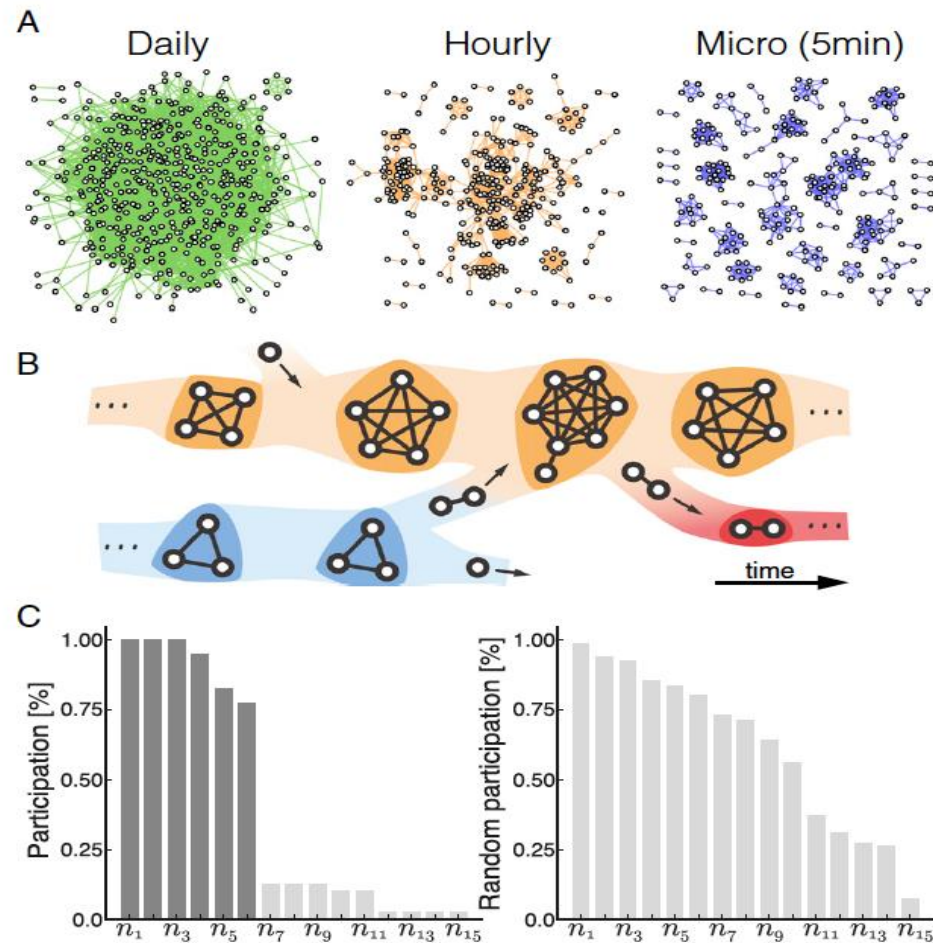 A
Daily Hourly Micro (5min)
B
...
...
...
...
time
C
Participation [%]
1.00
0.75
0.50
0.25
0.0
n1 n3 n5 n7 n9 n11 n13 n15
Random participation [%]
1.00
0.75
0.50
0.25
0.0
n1 n3 n5 n7 n9 n11 n13 n15